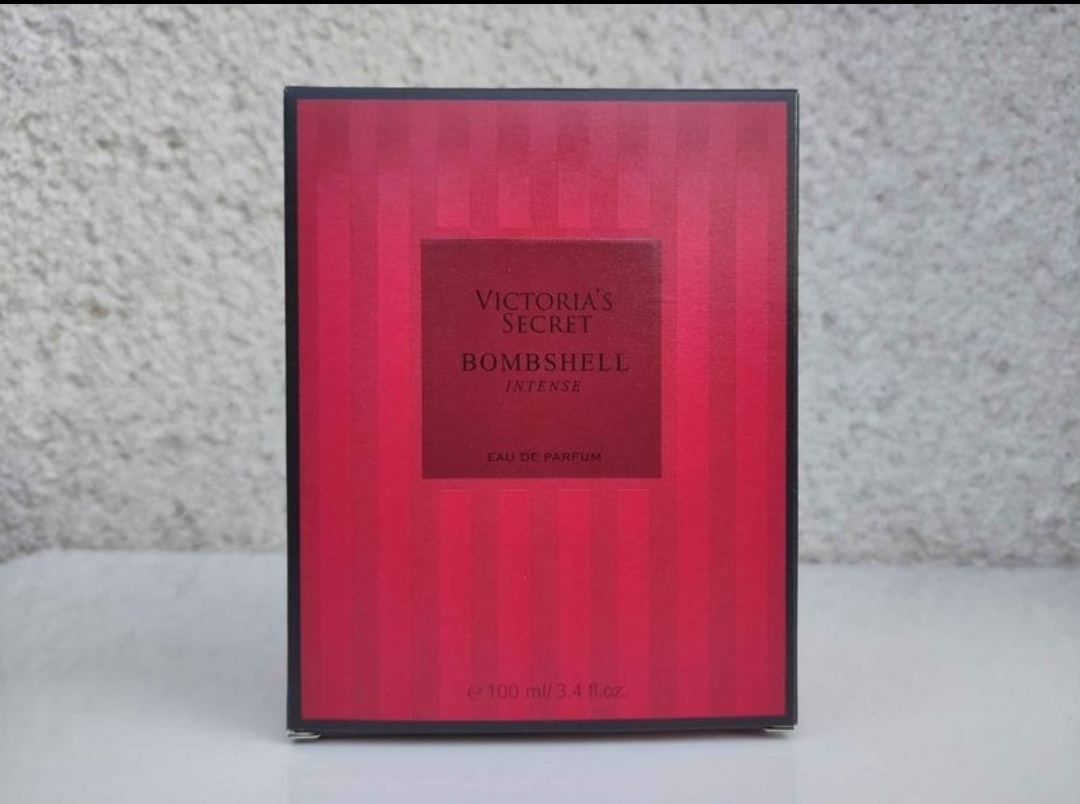 VICTORIA'S
SECRET
BOMBSHELL
INTENSE
EAU DE PARFUM
℮ 100 ml/3.4 fl.oz.